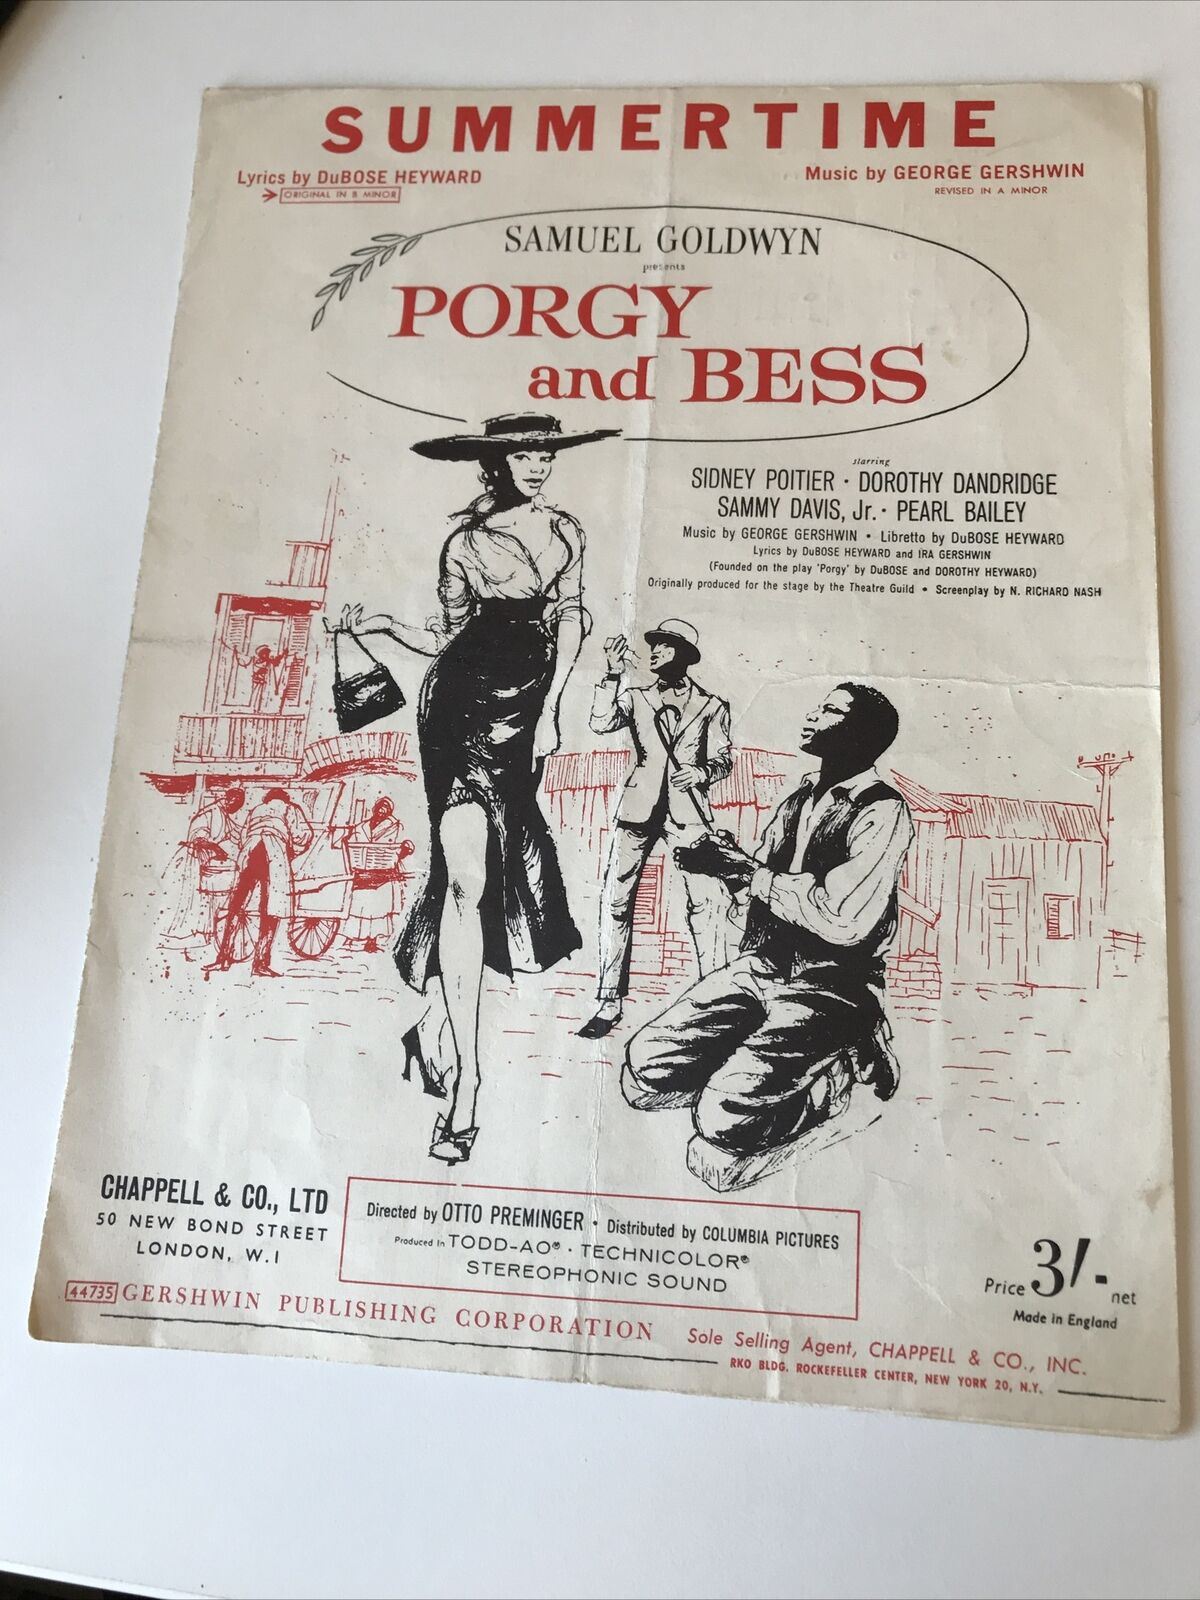 SUMMERTIME
Lyrics by DuBOSE HEYWARD
ORIGINAL IN B MINOR
Music by GEORGE GERSHWIN
REVISED IN A MINOR
SAMUEL GOLDWYN
presents
PORGY
and BESS
starring
SIDNEY POITIER · DOROTHY DANDRIDGE
SAMMY DAVIS, Jr. · PEARL BAILEY
Music by GEORGE GERSHWIN • Libretto by DuBOSE HEYWARD
Lyrics by DuBOSE HEYWARD and IRA GERSHWIN
(Founded on the play 'Porgy' by DuBOSE and DOROTHY HEYWARD)
Originally produced for the stage by the Theatre Guild • Screenplay by N. RICHARD NASH
CHAPPELL & CO., LTD
50 NEW BOND STREET
LONDON, W.1
Directed by OTTO PREMINGER • Distributed by COLUMBIA PICTURES
Produced in TODD-AO® · TECHNICOLOR®
STEREOPHONIC SOUND
Price 3/- net
Made in England
44735 GERSHWIN PUBLISHING CORPORATION
Sole Selling Agent, CHAPPELL & CO., INC.
RKO BLDG. ROCKEFELLER CENTER, NEW YORK 20, N.Y.